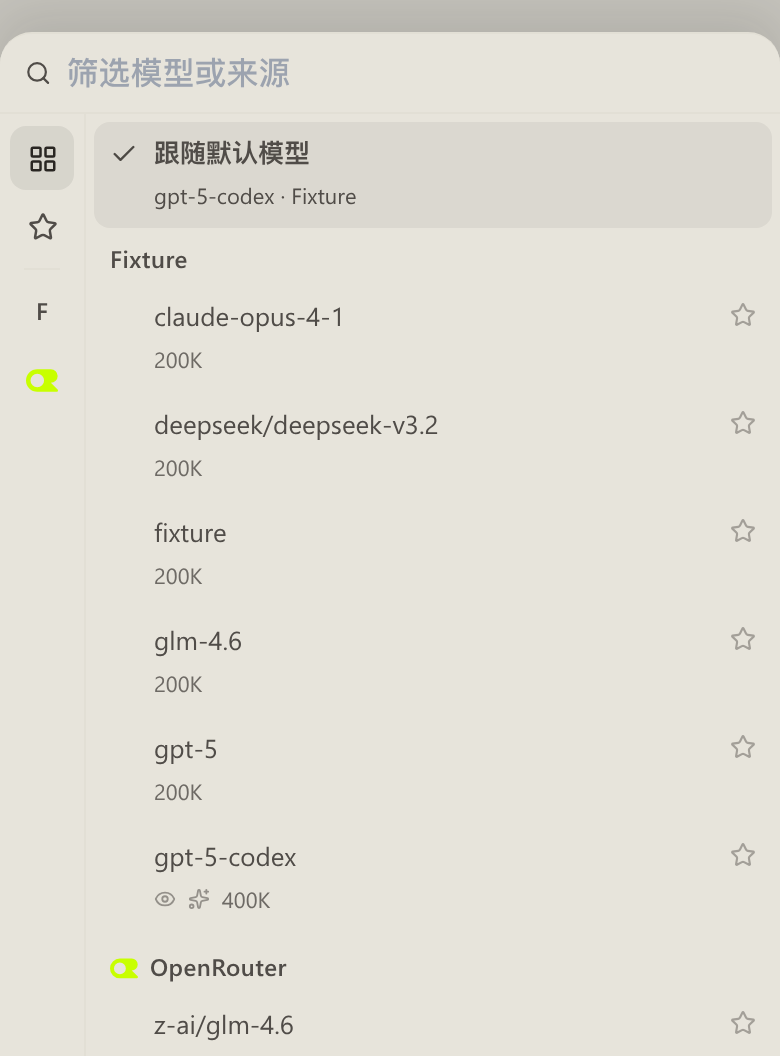 筛选模型或来源
跟随默认模型
gpt-5-codex · Fixture
Fixture
F
claude-opus-4-1
200K
deepseek/deepseek-v3.2
200K
fixture
200K
glm-4.6
200K
gpt-5
200K
gpt-5-codex
400K
OpenRouter
z-ai/glm-4.6